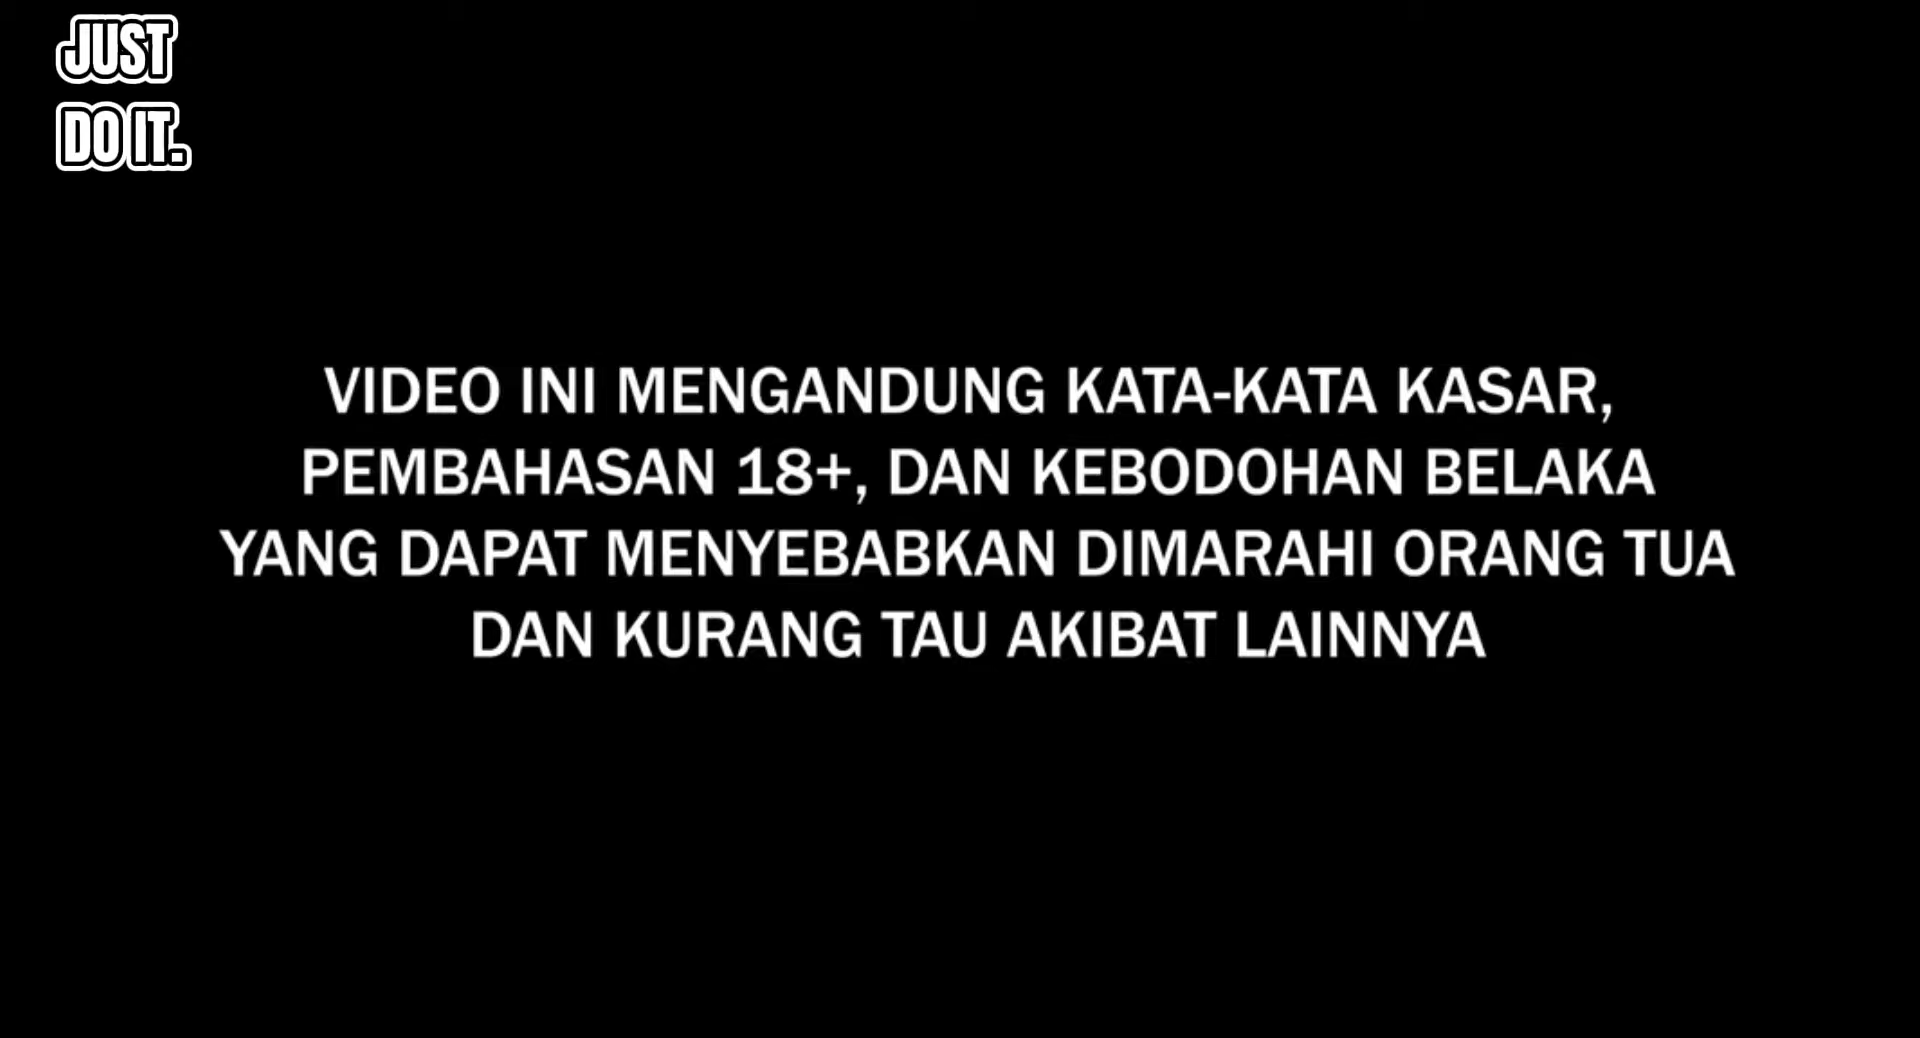 JUST
DO IT.
VIDEO INI MENGANDUNG KATA-KATA KASAR,
PEMBAHASAN 18+, DAN KEBODOHAN BELAKA
YANG DAPAT MENYEBABKAN DIMARAHI ORANG TUA
DAN KURANG TAU AKIBAT LAINNYA